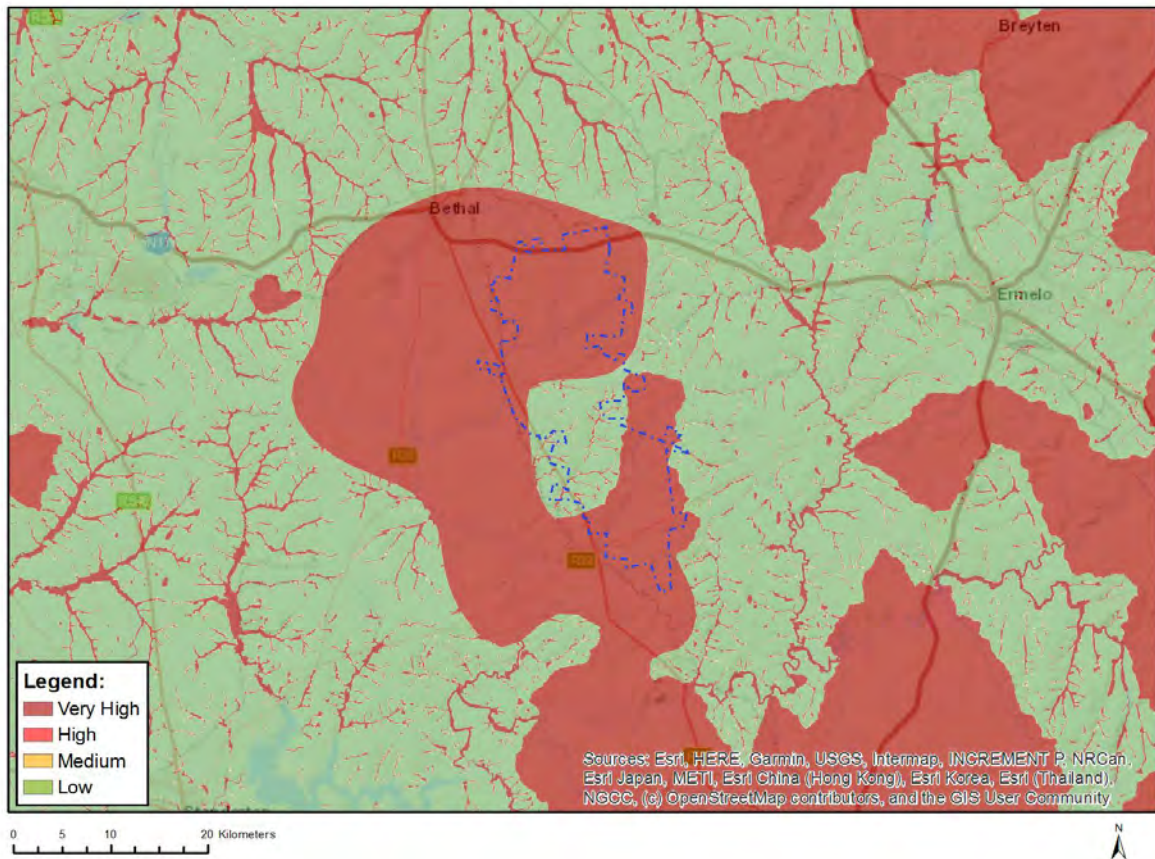 Breyten
Bethal
N17
Ermelo
R38
Legend:
Very High
High
Medium
Low
Sources: Esri, HERE, Garmin, USGS, Intermap, INCREMENT P, NRCan,
Esri Japan, METI, Esri China (Hong Kong), Esri Korea, Esri (Thailand),
NGCC, (c) OpenStreetMap contributors, and the GIS User Community
0 5 10 20 Kilometers
N